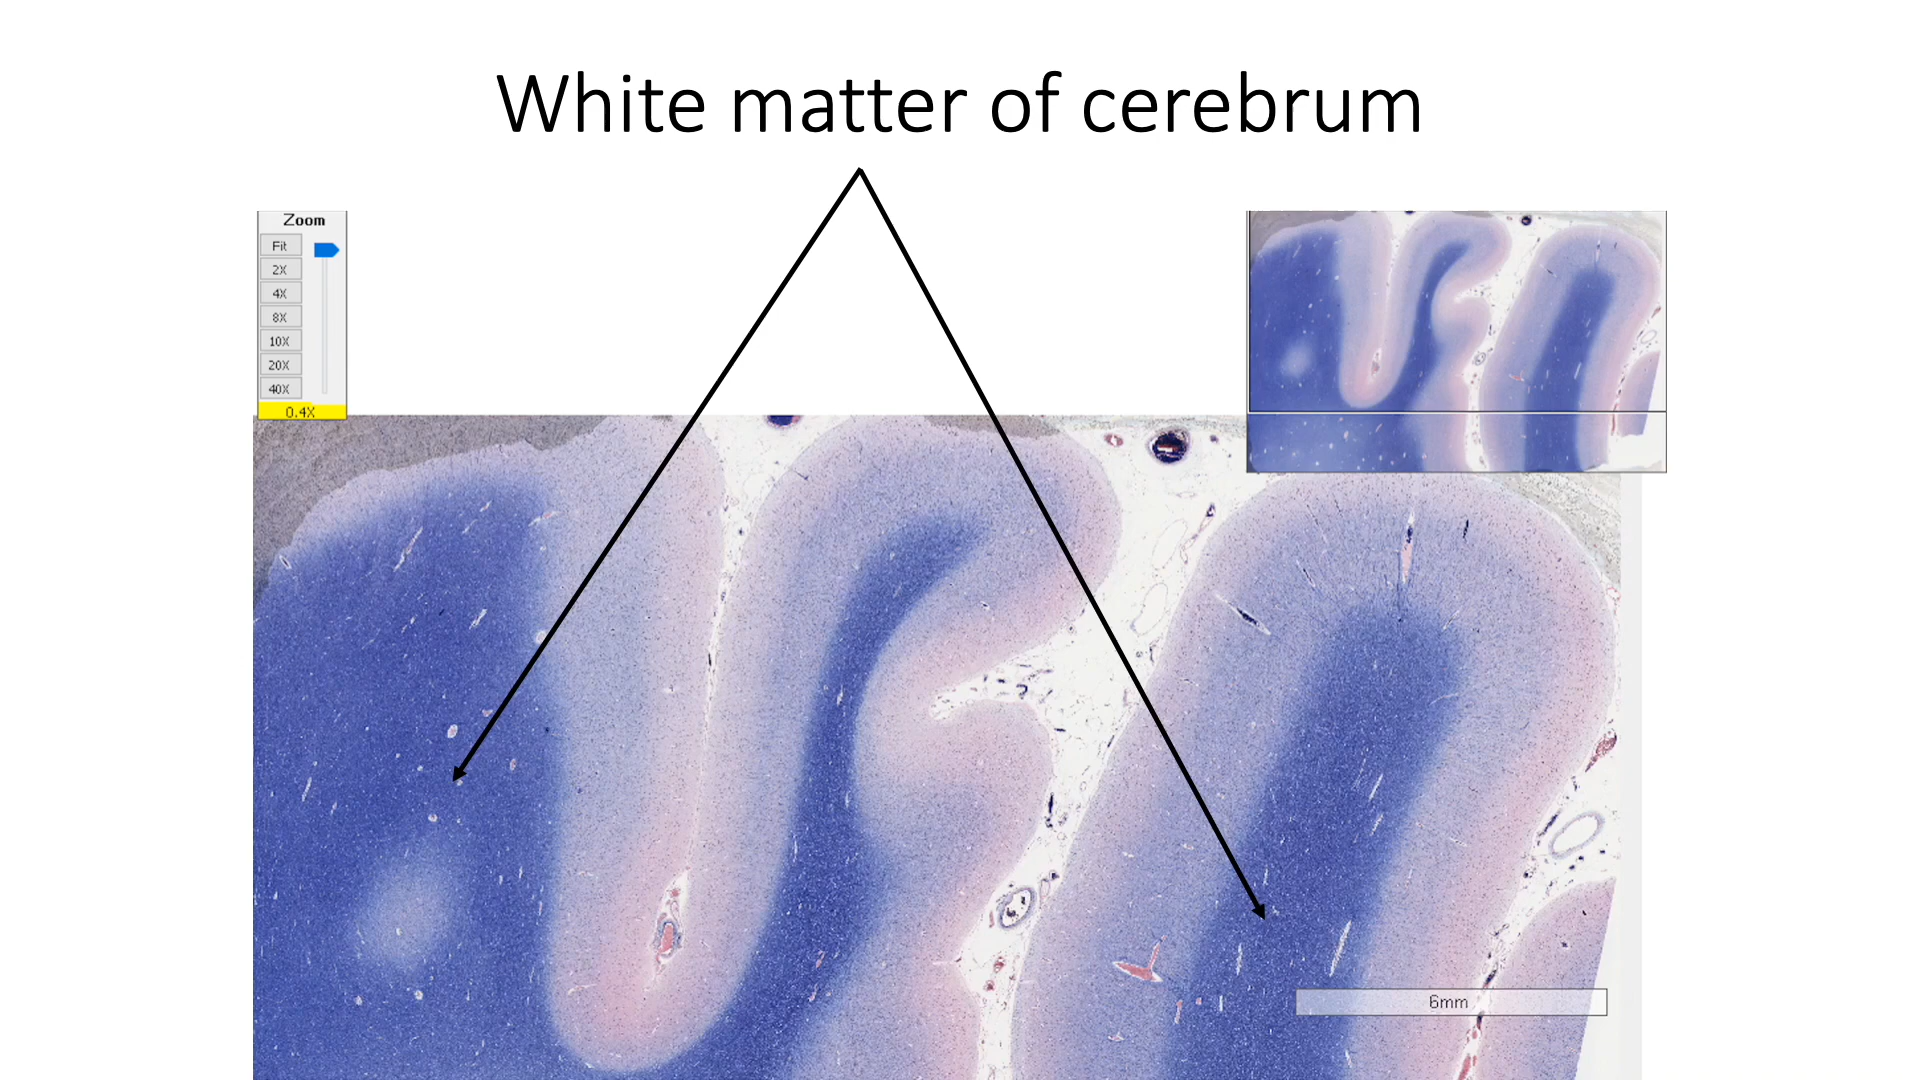 White matter of cerebrum
Zoom
Fit
2X
4X
8X
10X
20X
40X
0.4X
6mm